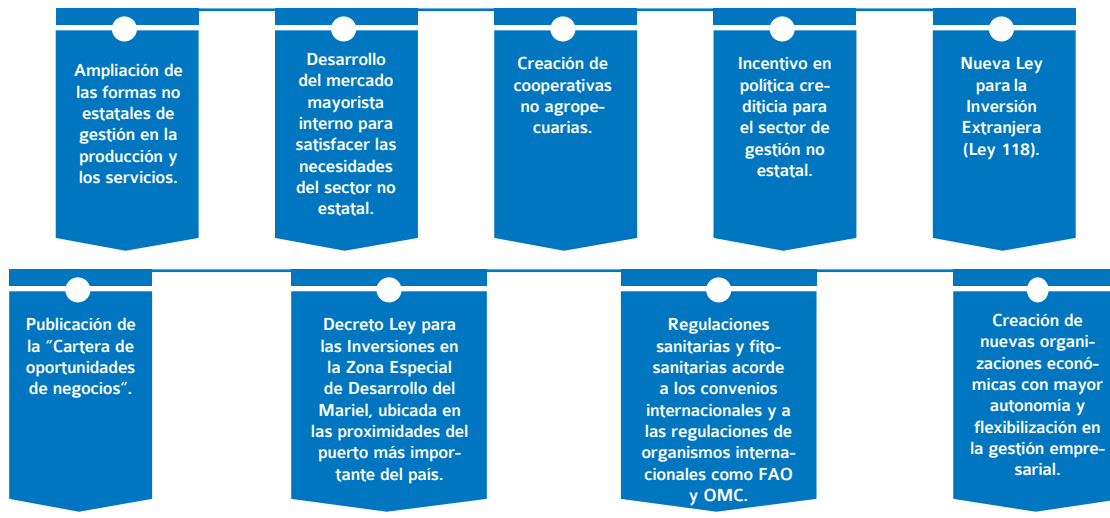 Ampliación de
las formas no
estatales de
gestión en la
producción y
los servicios.
Desarrollo
del mercado
mayorista
interno para
satisfacer las
necesidades
del sector no
estatal.
Creación de
cooperativas
no agrope-
cuarias.
Incentivo en
política cre-
diticia para
el sector de
gestión no
estatal.
Nueva Ley
para la
Inversión
Extranjera
(Ley 118).
Publicación de
la "Cartera de
oportunidades
de negocios".
Decreto Ley para
las Inversiones en
la Zona Especial
de Desarrollo del
Mariel, ubicada en
las proximidades del
puerto más impor-
tante del país.
Regulaciones
sanitarias y fito-
sanitarias acorde
a los convenios
internacionales y a
las regulaciones de
organismos interna-
cionales como FAO
y OMC.
Creación de
nuevas organi-
zaciones econó-
micas con mayor
autonomía y
flexibilización en
la gestión empre-
sarial.